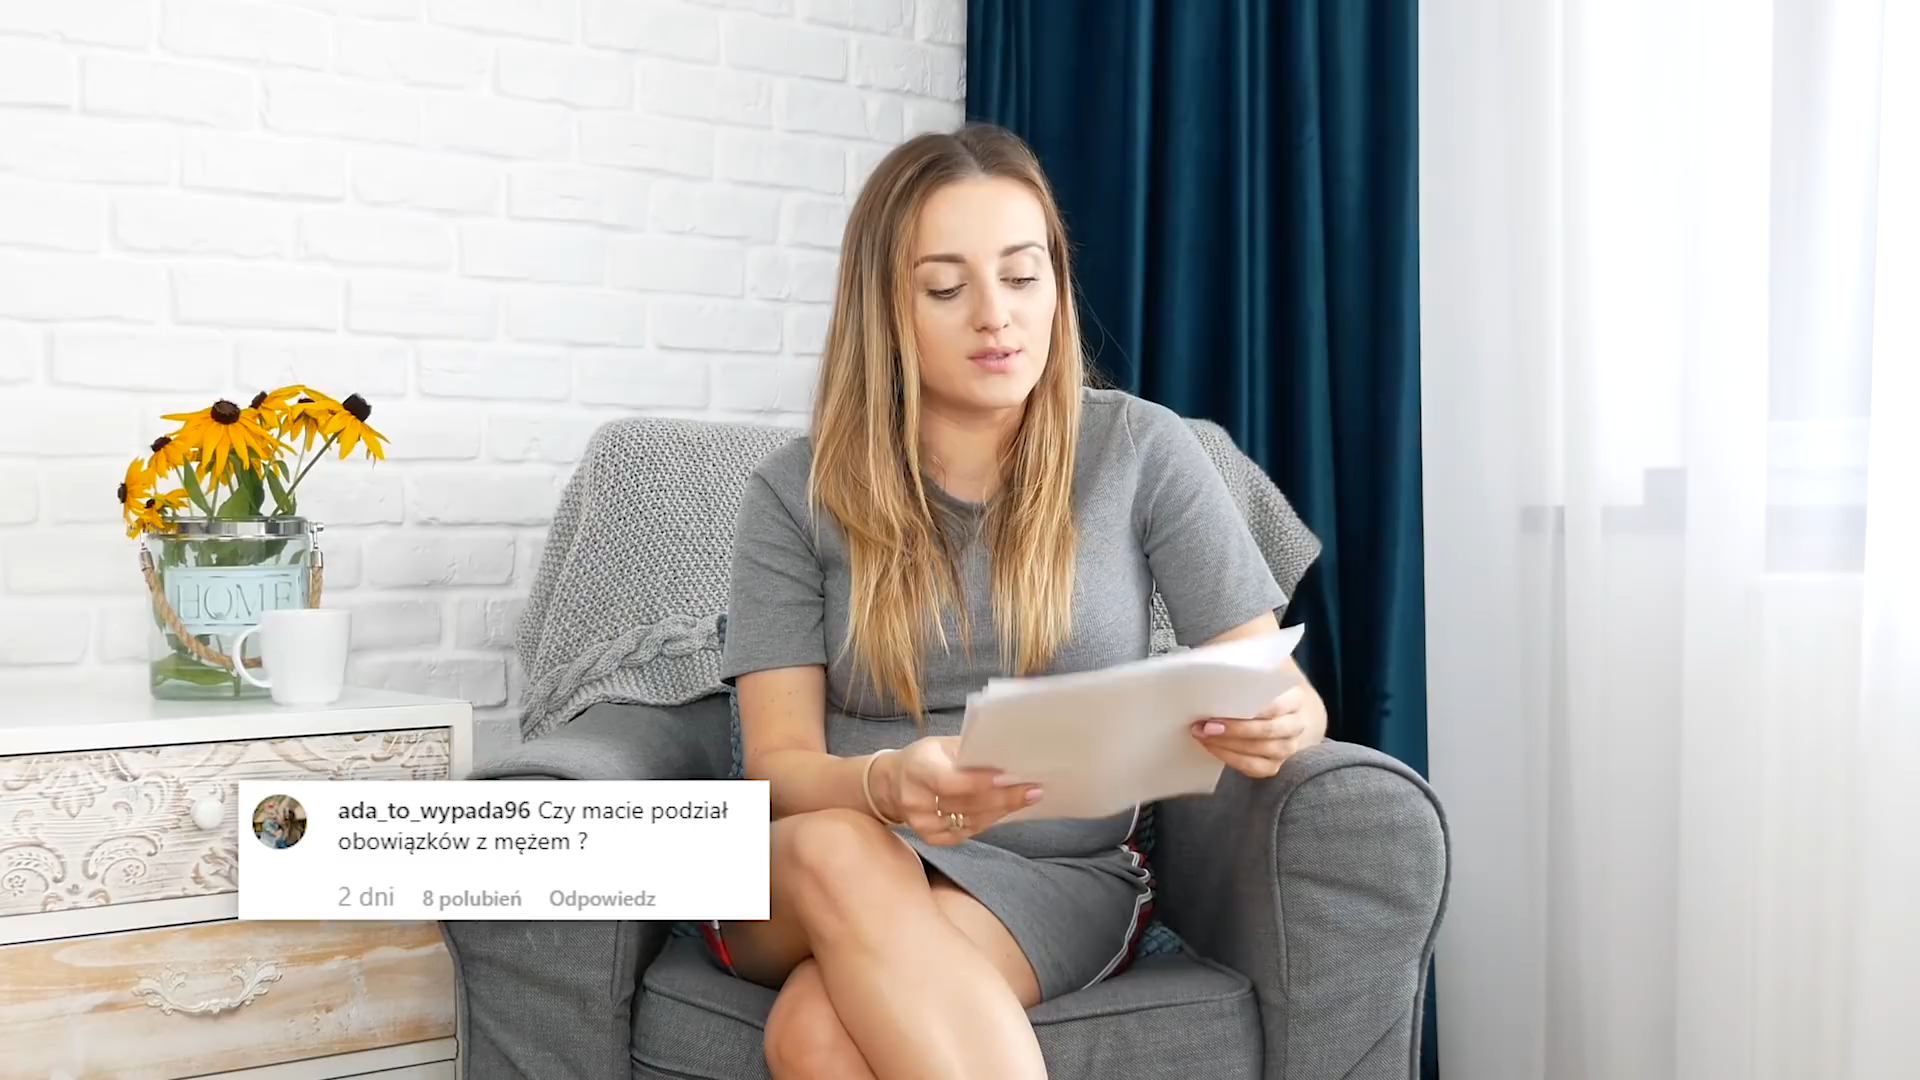 HOME
ada_to_wypada96 Czy macie podział
obowiązków z mężem ?
2 dni 8 polubień Odpowiedz